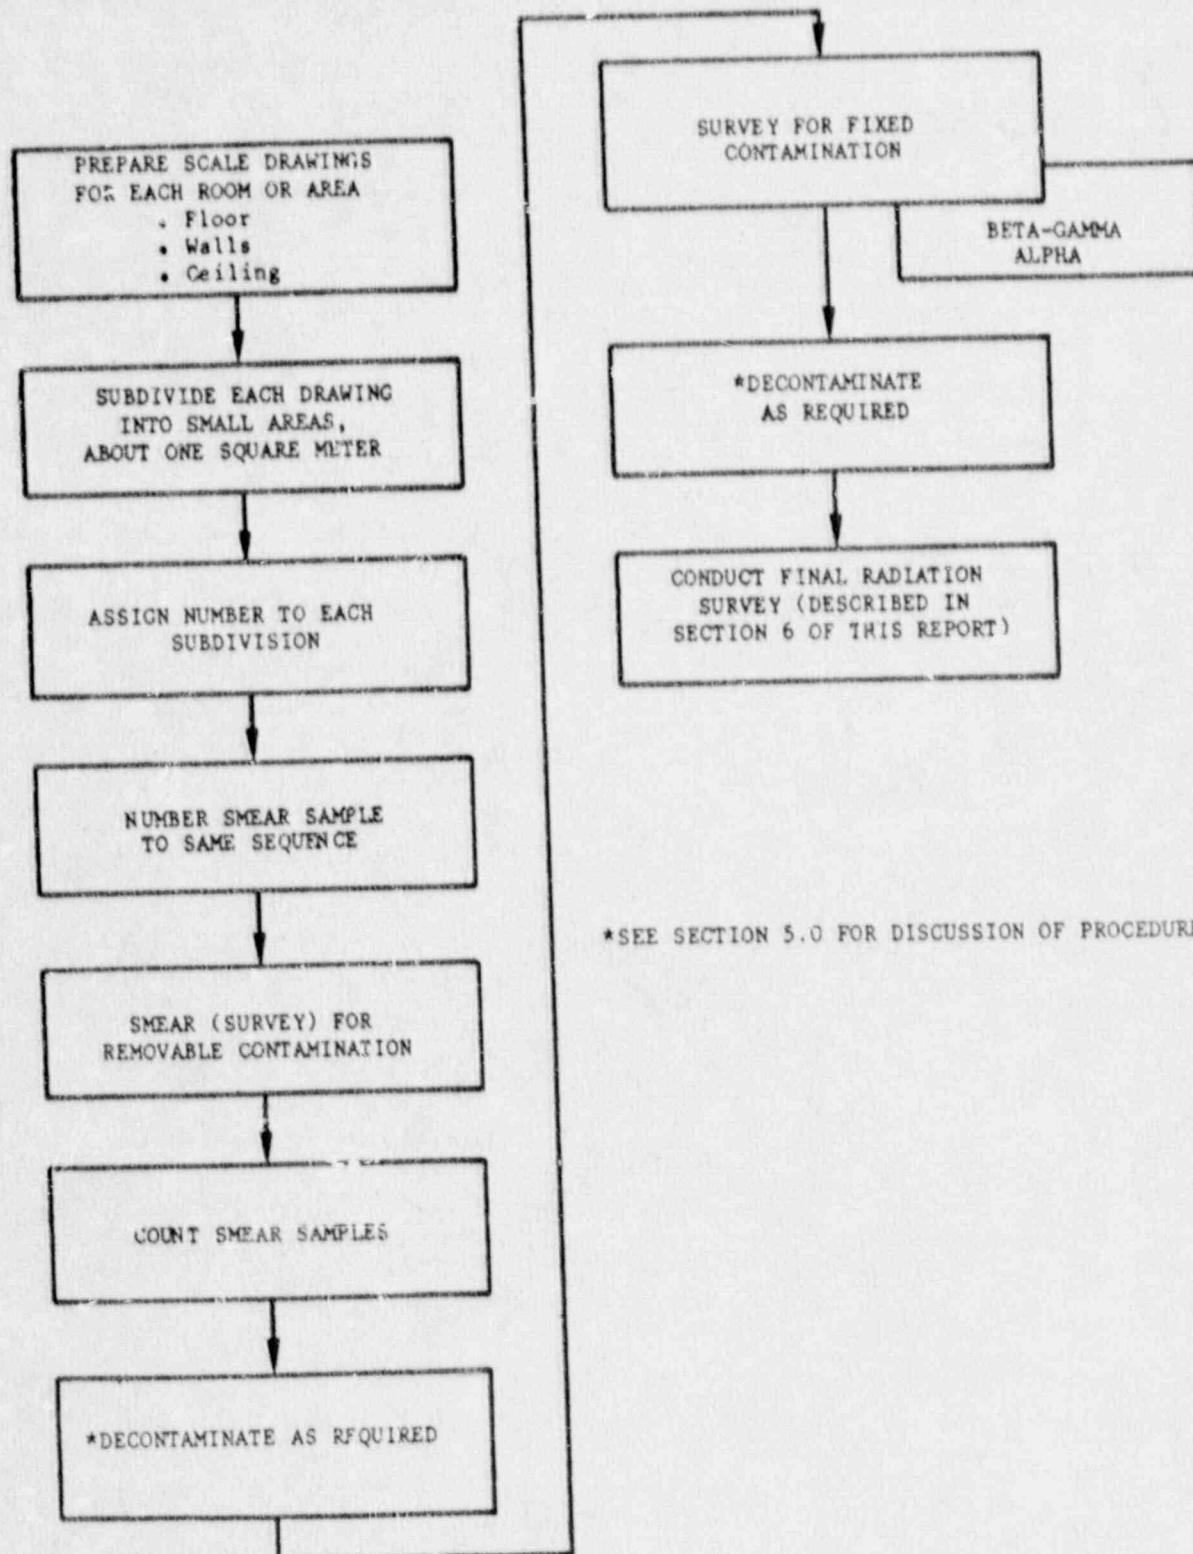 PREPARE SCALE DRAWINGS
FOR EACH ROOM OR AREA
. Floor
• Walls
• Ceiling
SUBDIVIDE EACH DRAWING
INTO SMALL AREAS,
ABOUT ONE SQUARE METER
ASSIGN NUMBER TO EACH
SUBDIVISION
NUMBER SMEAR SAMPLE
TO SAME SEQUENCE
SMEAR (SURVEY) FOR
REMOVABLE CONTAMINATION
COUNT SMEAR SAMPLES
*DECONTAMINATE AS REQUIRED
SURVEY FOR FIXED
CONTAMINATION
BETA-GAMMA
ALPHA
*DECONTAMINATE
AS REQUIRED
CONDUCT FINAL RADIATION
SURVEY (DESCRIBED IN
SECTION 6 OF THIS REPORT)
*SEE SECTION 5.0 FOR DISCUSSION OF